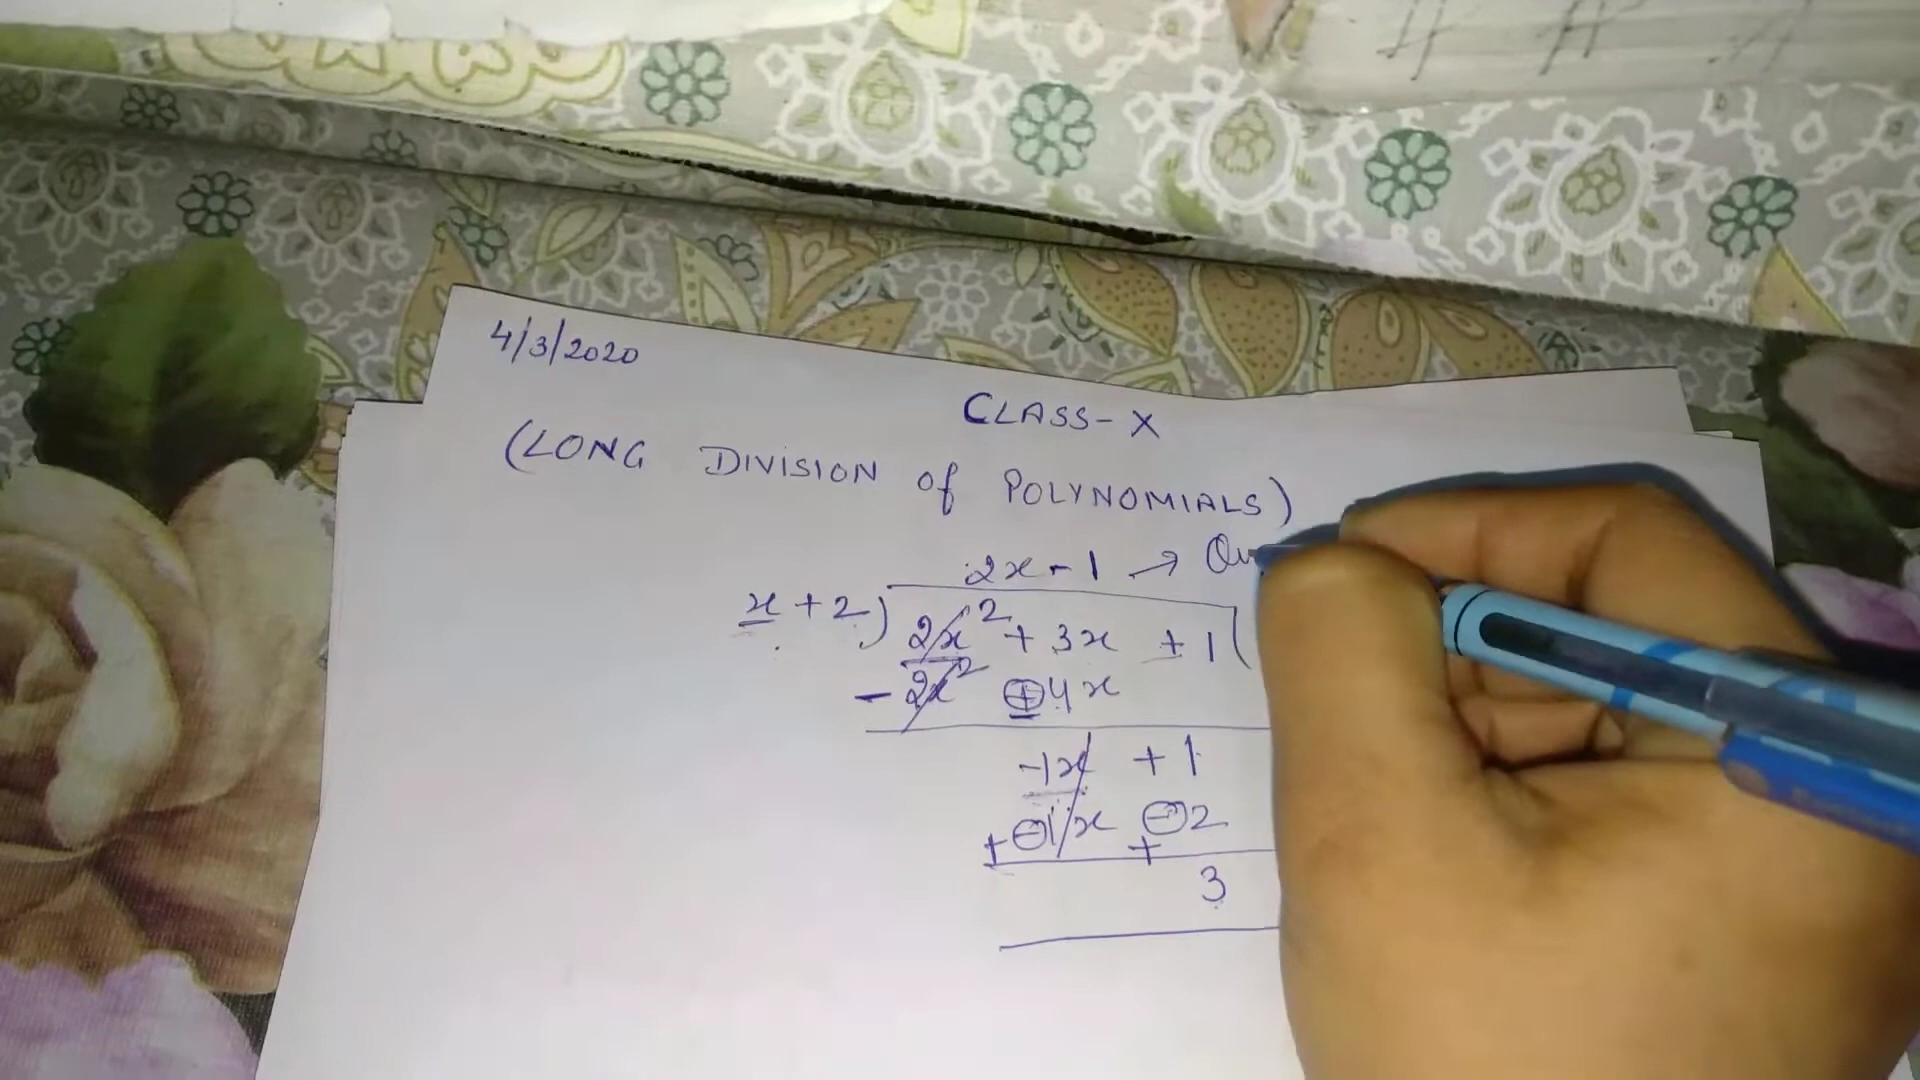 4/3/2020
CLASS-X
(LONG DIVISION of POLYNOMIALS)
2x - 1 → Qu
x + 2) 2x² + 3x + 1(
- 2x² + 4x
-1x + 1
-1x - 2
+ +
3